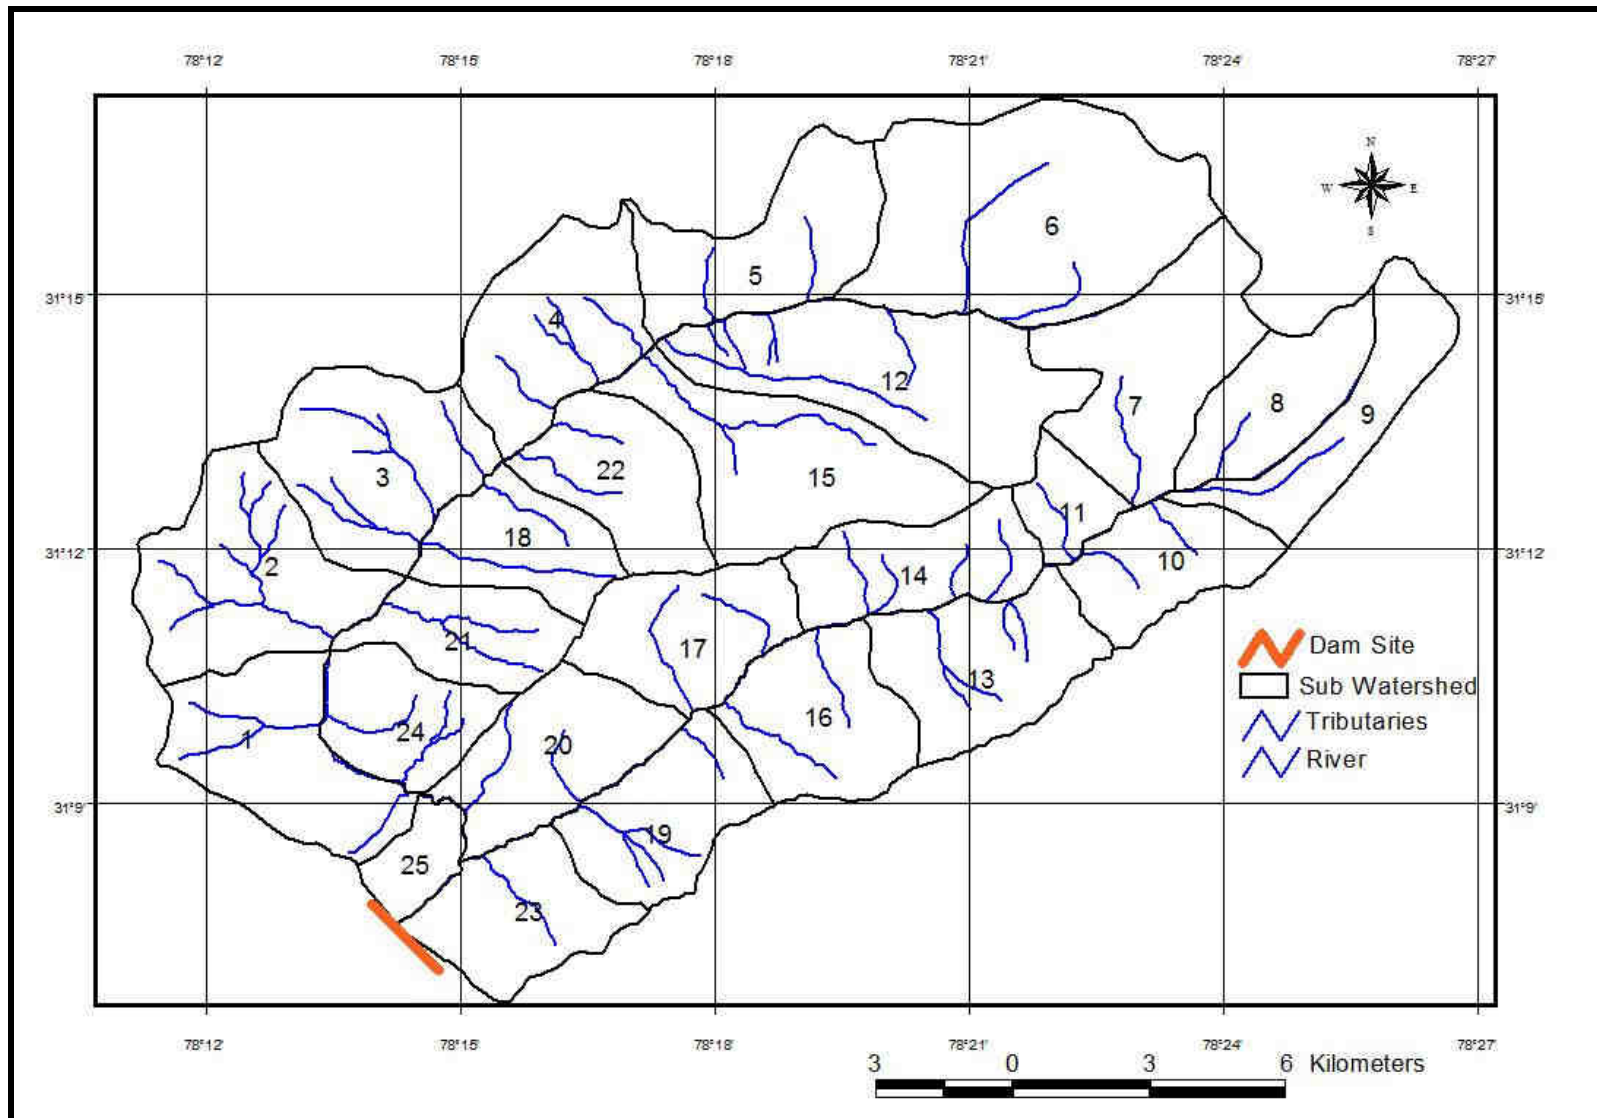 78°12' 78°15' 78°18' 78°21' 78°24' 78°27'
N
W E
S
6
5
31°15' 31°15'
4
12
7 8 9
3 22 15
11
18
2 14 10
31°12' 31°12'
21 17
Dam Site
13
Sub Watershed
16
1 24 20
Tributaries
River
31°9' 31°9'
19
25
23
78°12' 78°15' 78°18' 78°21' 78°24' 78°27'
3 0 3 6 Kilometers